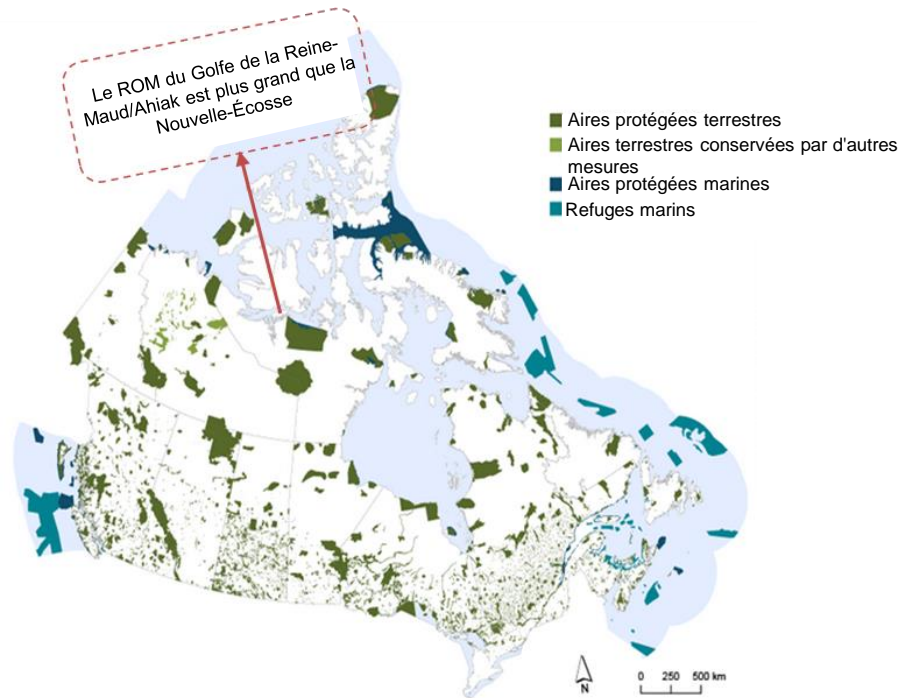 Le ROM du Golfe de la Reine-
Maud/Ahiak est plus grand que la
Nouvelle-Écosse
Aires protégées terrestres
Aires terrestres conservées par d'autres
mesures
Aires protégées marines
Refuges marins
N
0 250 500 km